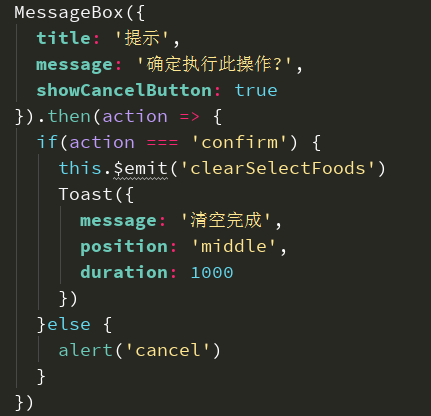 MessageBox({
  title: '提示',
  message: '确定执行此操作?',
  showCancelButton: true
}).then(action => {
  if(action === 'confirm') {
    this.$emit('clearSelectFoods')
    Toast({
      message: '清空完成',
      position: 'middle',
      duration: 1000
    })
  }else {
    alert('cancel')
  }
})